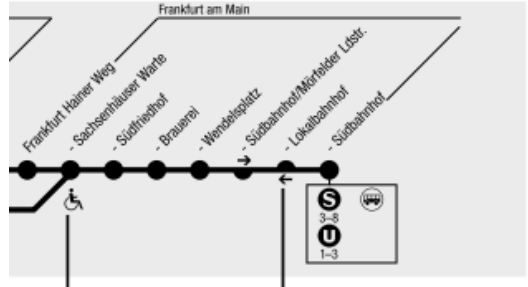 Frankfurt am Main
Frankfurt Hainer Weg
- Sachsenhäuser Warte
- Südfriedhof
- Brauerei
- Wendelsplatz
- Südbahnhof/Mörfelder Ldstr.
- Lokalbahnhof
- Südbahnhof
S
3–8
U
1–3